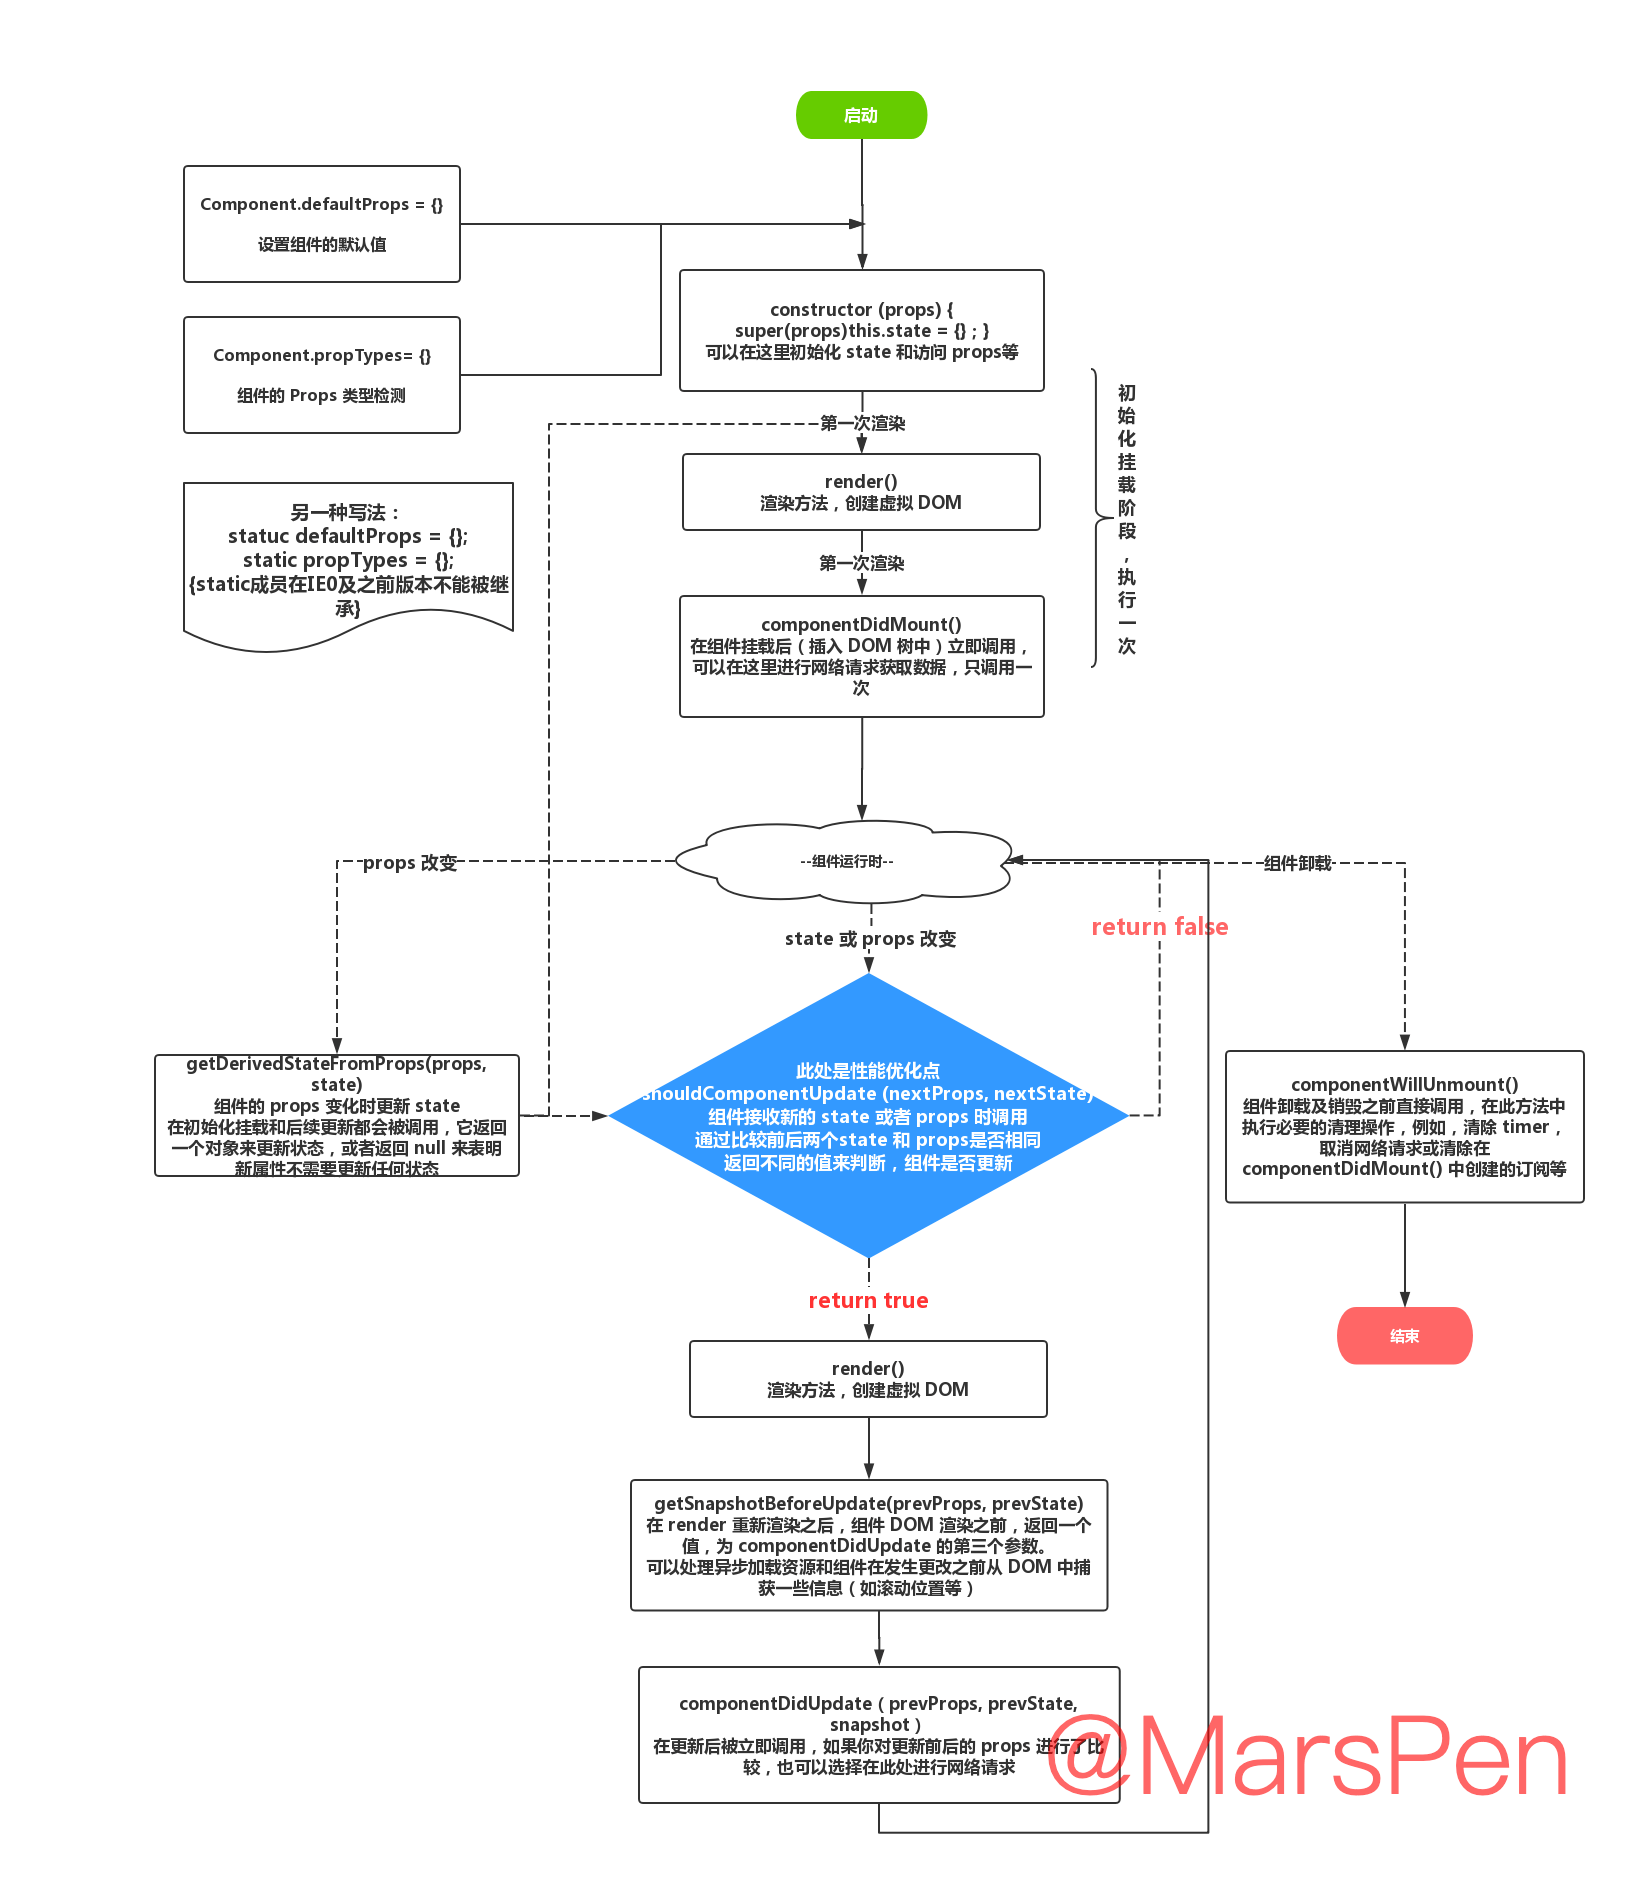 启动
Component.defaultProps = {}
设置组件的默认值
Component.propTypes= {}
组件的 Props 类型检测
constructor (props) {
super(props)this.state = {} ; }
可以在这里初始化 state 和访问 props等
第一次渲染
render()
渲染方法，创建虚拟 DOM
第一次渲染
componentDidMount()
在组件挂载后（插入 DOM 树中）立即调用，
可以在这里进行网络请求获取数据，只调用一
次
初始化挂载阶段，执行一次
另一种写法：
statuc defaultProps = {};
static propTypes = {};
{static成员在IE0及之前版本不能被继
承}
--组件运行时--
props 改变
组件卸载
state 或 props 改变
return false
getDerivedStateFromProps(props,
state)
组件的 props 变化时更新 state
在初始化挂载和后续更新都会被调用，它返回
一个对象来更新状态，或者返回 null 来表明
新属性不需要更新任何状态
此处是性能优化点
shouldComponentUpdate (nextProps, nextState)
组件接收新的 state 或者 props 时调用
通过比较前后两个state 和 props是否相同
返回不同的值来判断，组件是否更新
componentWillUnmount()
组件卸载及销毁之前直接调用，在此方法中
执行必要的清理操作，例如，清除 timer，
取消网络请求或清除在
componentDidMount() 中创建的订阅等
return true
结束
render()
渲染方法，创建虚拟 DOM
getSnapshotBeforeUpdate(prevProps, prevState)
在 render 重新渲染之后，组件 DOM 渲染之前，返回一个
值，为 componentDidUpdate 的第三个参数。
可以处理异步加载资源和组件在发生更改之前从 DOM 中捕
获一些信息（如滚动位置等）
componentDidUpdate（prevProps, prevState,
snapshot）
在更新后被立即调用，如果你对更新前后的 props 进行了比
较，也可以选择在此处进行网络请求
@MarsPen